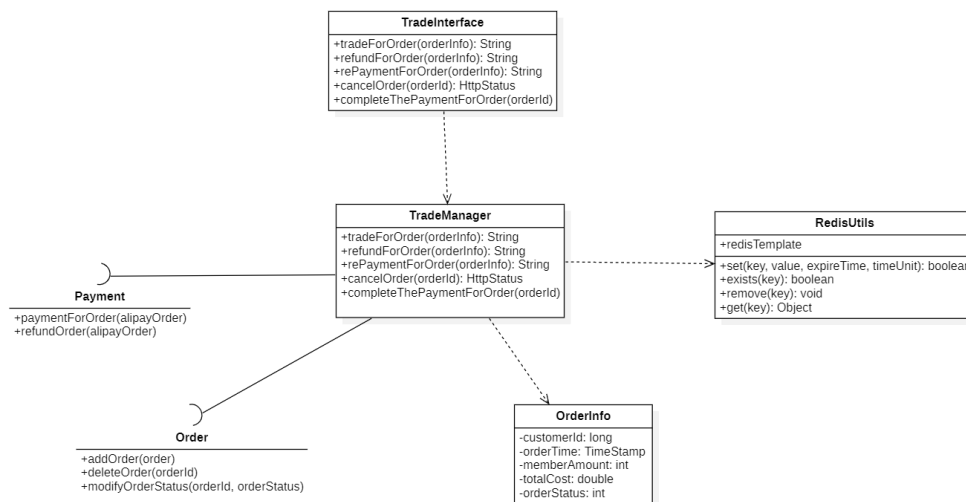 TradeInterface
+tradeForOrder(orderInfo): String
+refundForOrder(orderInfo): String
+rePaymentForOrder(orderInfo): String
+cancelOrder(orderId): HttpStatus
+completeThePaymentForOrder(orderId)
TradeManager
+tradeForOrder(orderInfo): String
+refundForOrder(orderInfo): String
+rePaymentForOrder(orderInfo): String
+cancelOrder(orderId): HttpStatus
+completeThePaymentForOrder(orderId)
RedisUtils
+redisTemplate
+set(key, value, expireTime, timeUnit): boolean
+exists(key): boolean
+remove(key): void
+get(key): Object
Payment
+paymentForOrder(alipayOrder)
+refundOrder(alipayOrder)
Order
+addOrder(order)
+deleteOrder(orderId)
+modifyOrderStatus(orderId, orderStatus)
OrderInfo
-customerId: long
-orderTime: TimeStamp
-memberAmount: int
-totalCost: double
-orderStatus: int